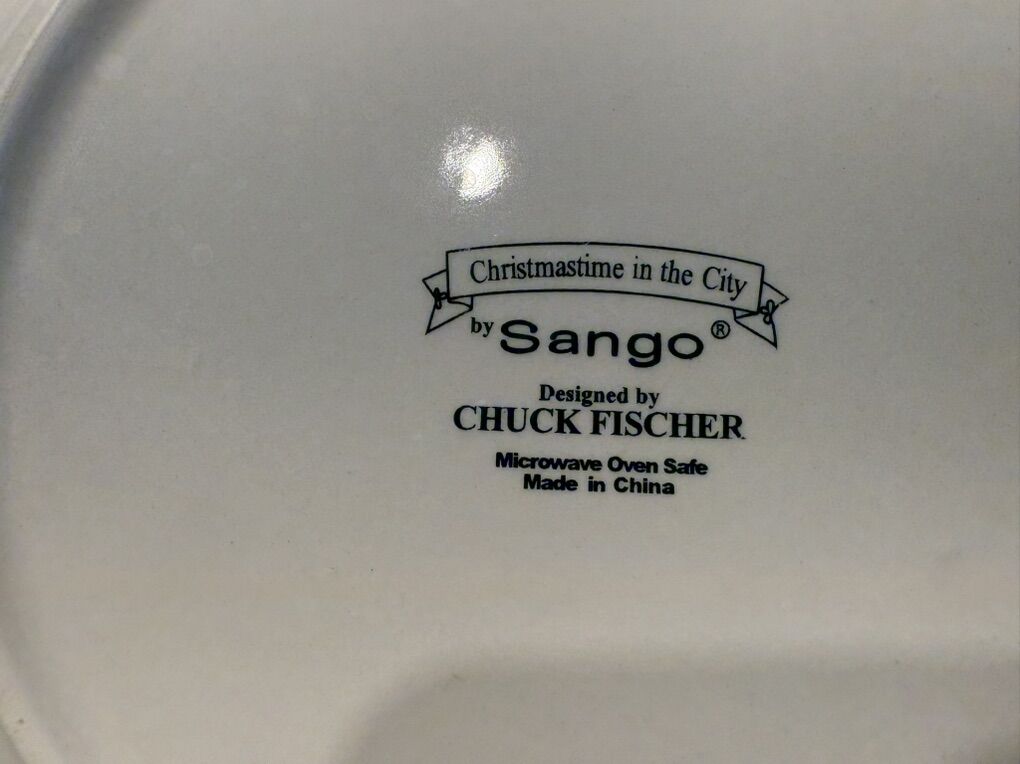 Christmastime in the City
by Sango®
Designed by
CHUCK FISCHER
Microwave Oven Safe
Made in China